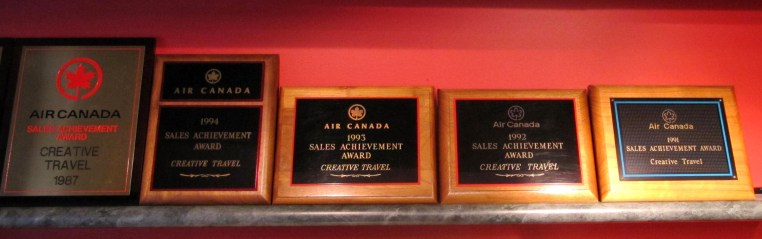 AIR CANADA
SALES ACHIEVEMENT
AWARD
CREATIVE
TRAVEL
1987
AIR CANADA
1994
SALES ACHIEVEMENT
AWARD
CREATIVE TRAVEL
AIR CANADA
1993
SALES ACHIEVEMENT
AWARD
CREATIVE TRAVEL
Air Canada
1992
SALES ACHIEVEMENT
AWARD
CREATIVE TRAVEL
Air Canada
1991
SALES ACHIEVEMENT AWARD
Creative Travel